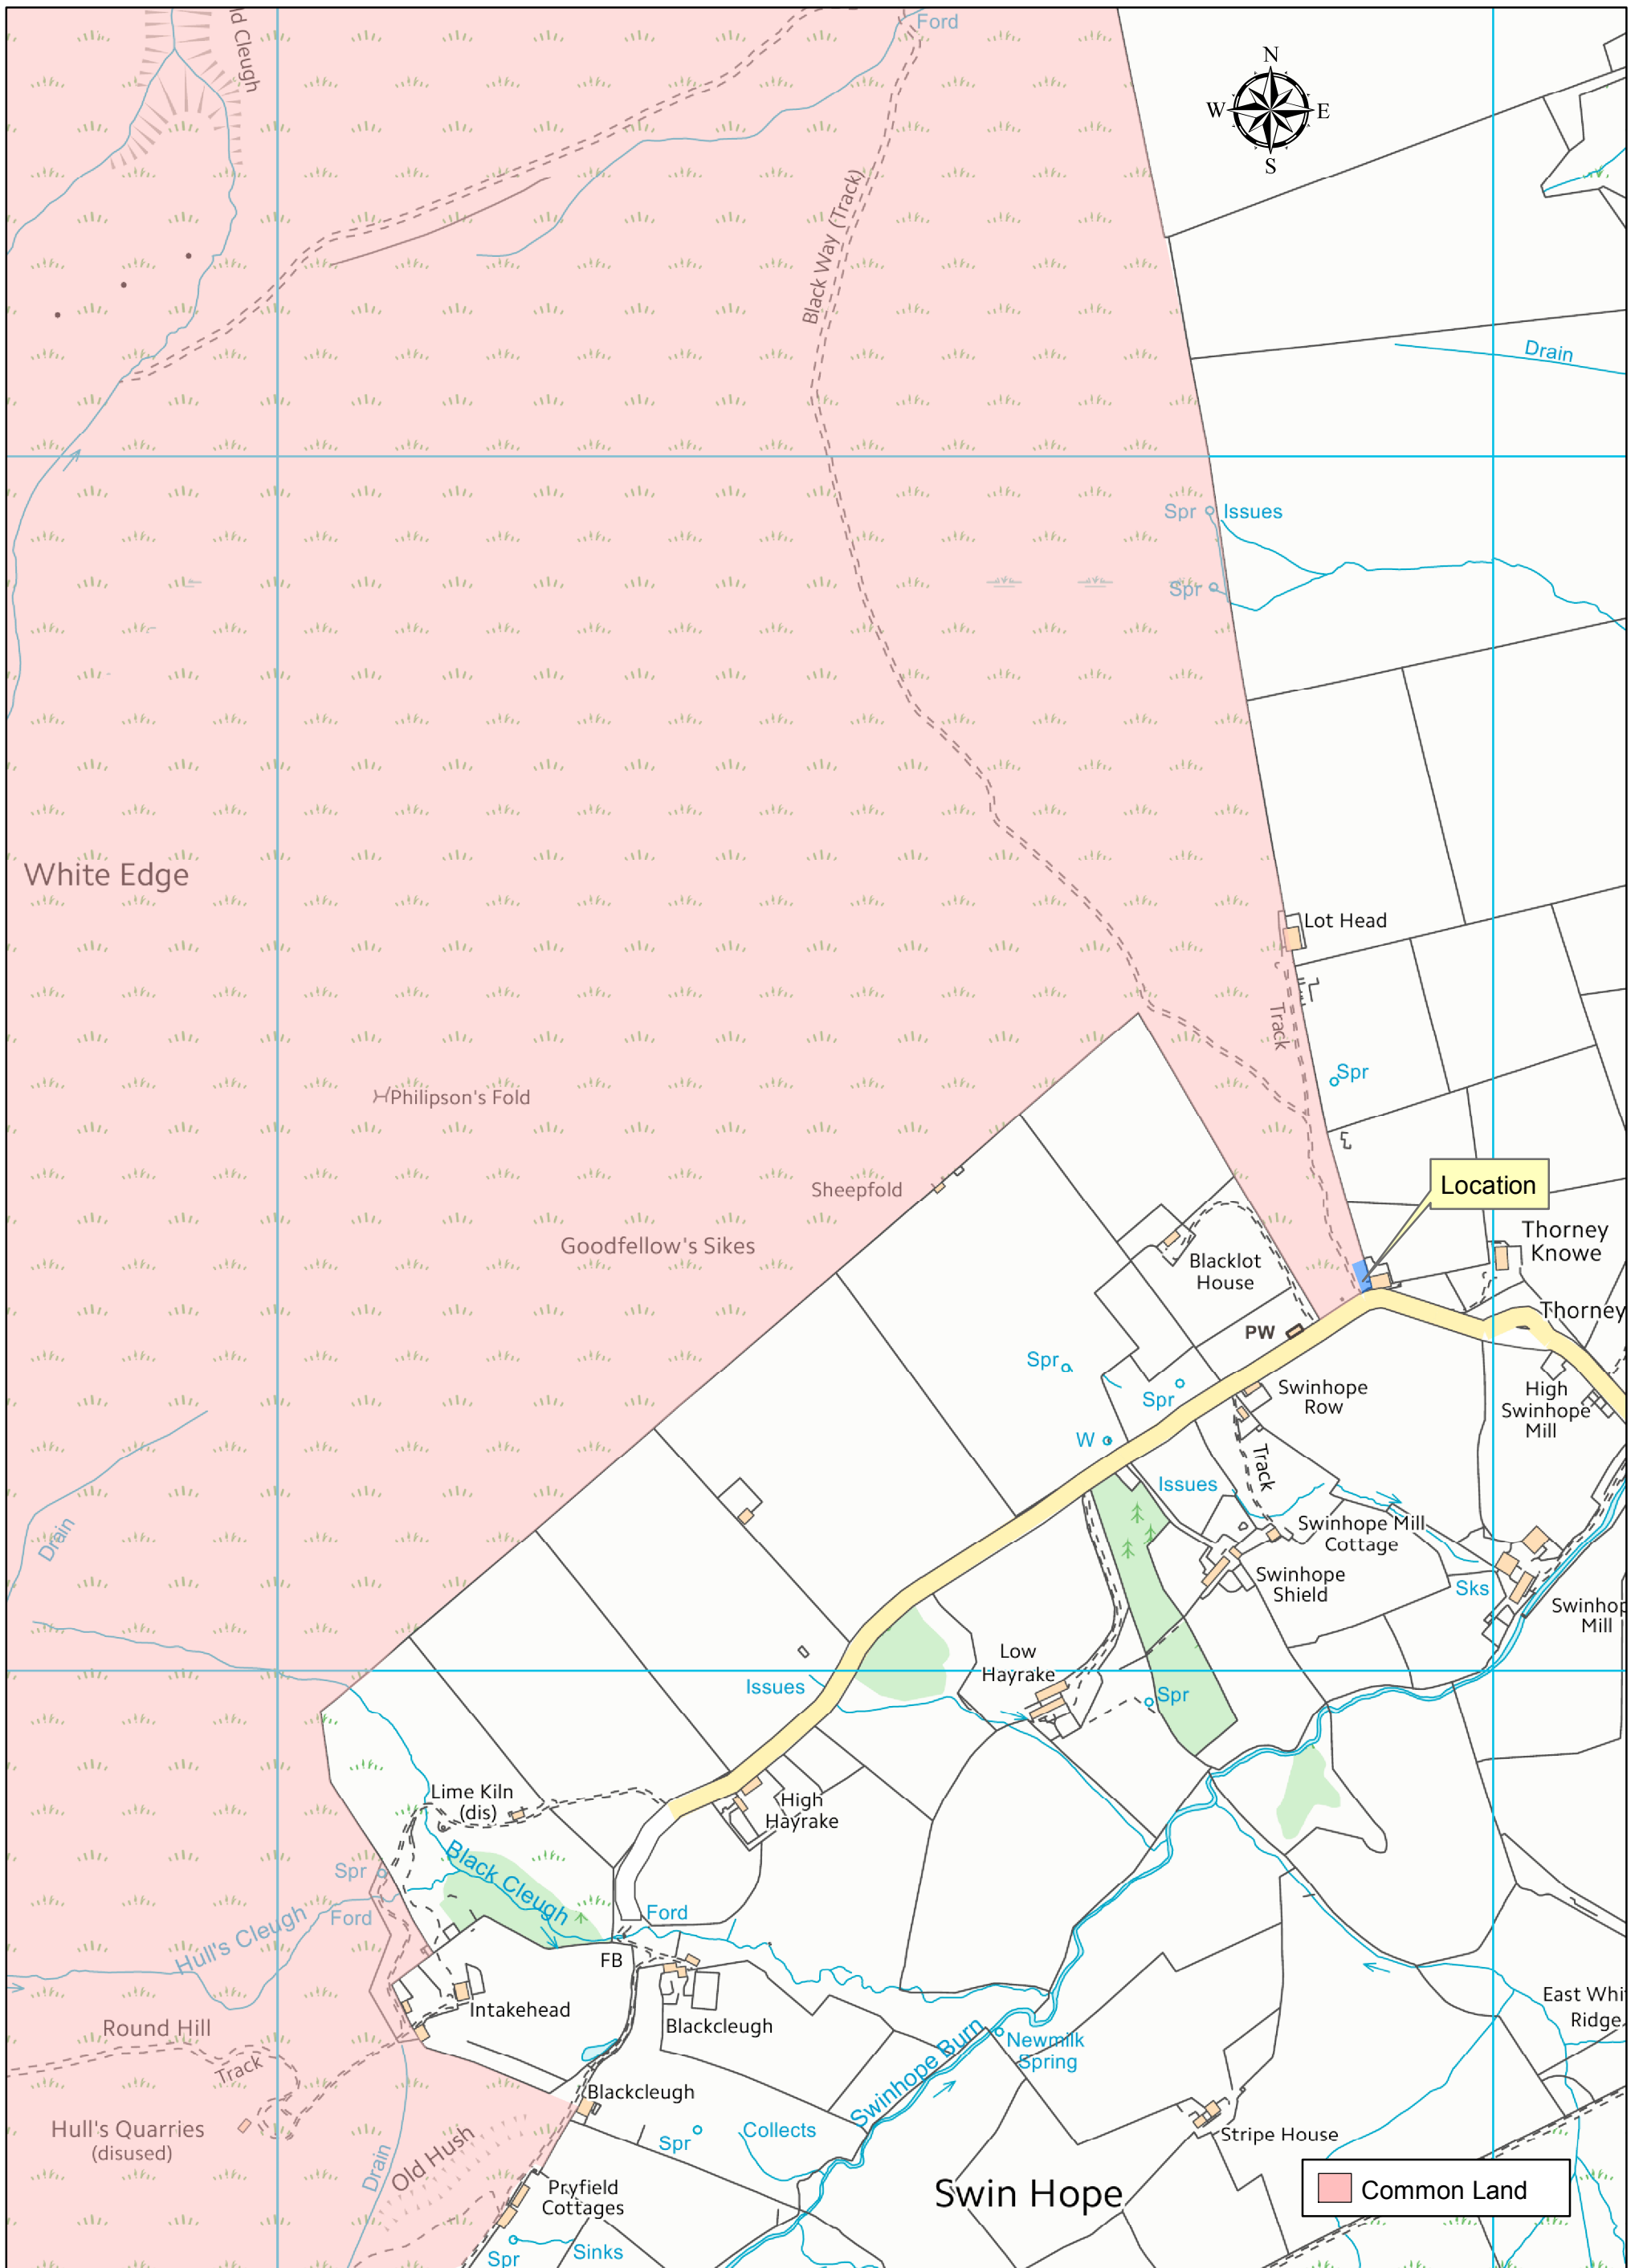 Ford
ld Cleugh
N
W
E
S
Black Way (Track)
Drain
Spr
Issues
Spr
White Edge
Lot Head
Track
Spr
Philipson's Fold
Location
Sheepfold
Thorney
Knowe
Goodfellow's Sikes
Blacklot
House
Thorney
PW
Spr
Swinhope
Row
High
Swinhope
Mill
Spr
W
Track
Issues
Drain
Swinhope Mill
Cottage
Swinhope
Shield
Sks
Swinhop
Mill
Low
Hayrake
Issues
Spr
Lime Kiln
(dis)
High
Hayrake
Black Cleugh
Spr
Ford
Ford
Hull's Cleugh
FB
Intakehead
East Whi
Ridge
Round Hill
Blackcleugh
Newmilk
Spring
Track
Swinhope Burn
Blackcleugh
Hull's Quarries
(disused)
Collects
Spr
Stripe House
Old Hush
Drain
Pryfield
Cottages
Swin Hope
Common Land
Sinks
Spr